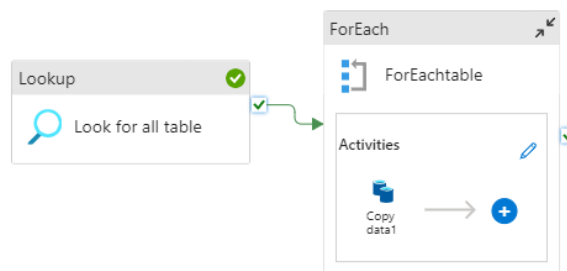 Lookup
Look for all table
ForEach
ForEachtable
Activities
Copy
data1